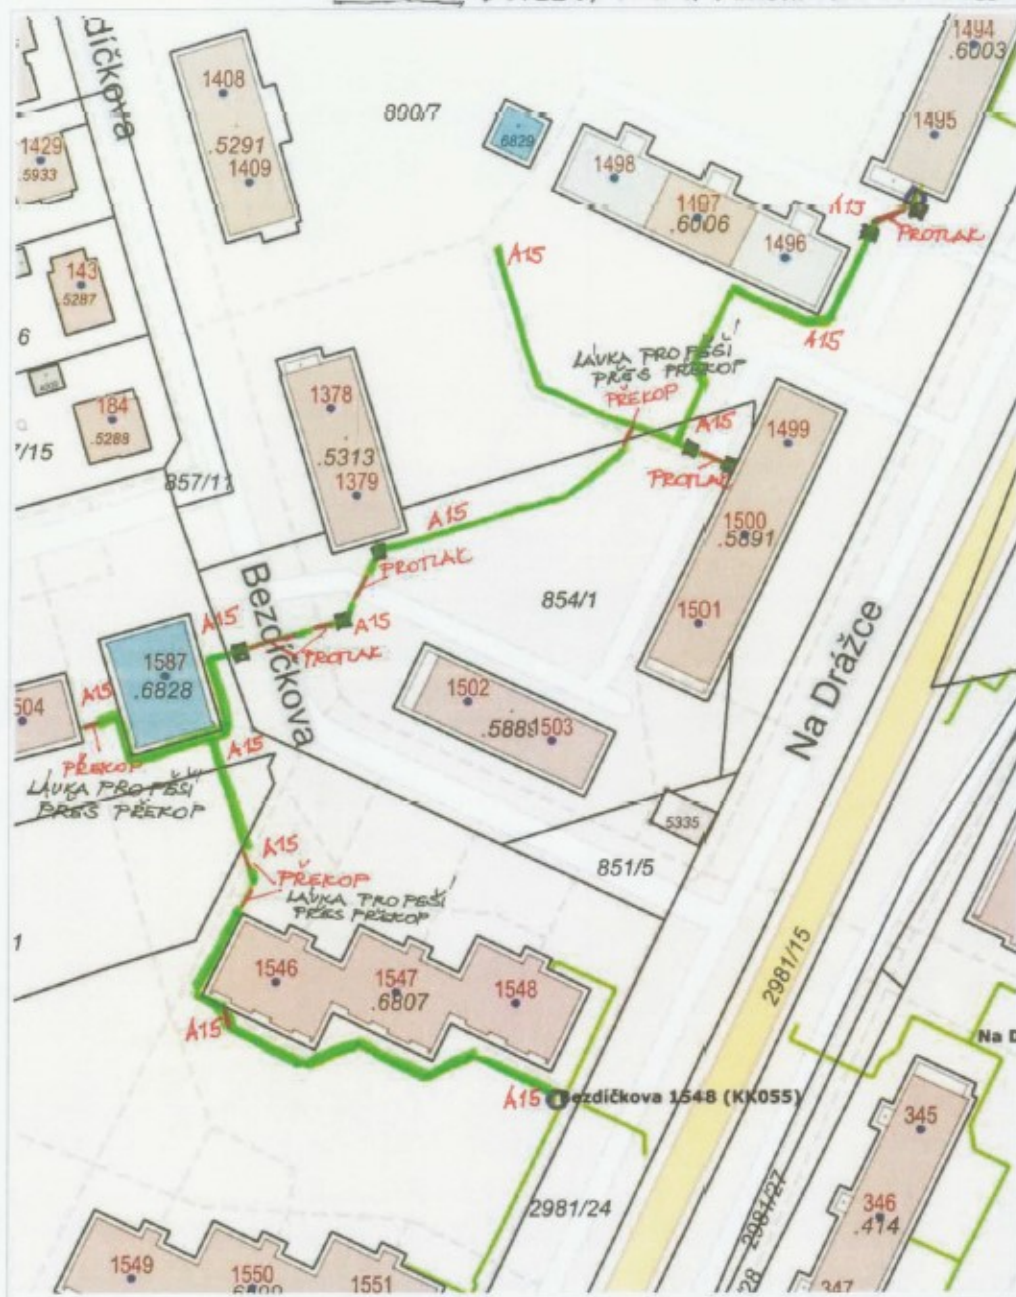 díčkova
1408
.5291
1409
800/7
6829
1494
.6003
1495
1429
.5933
1498
1497
.6006
1496
A15
PROTLAK
143
.5287
A15
6
A15
LÁVKA PRO PĚŠÍ
PŘES PŘEKOP
PŘEKOP
1378
.5313
1379
184
.5288
7/15
857/11
A15
1499
PROTLAK
A15
1500
.5891
1501
PROTLAK
Bezdíčkova
854/1
A15
A15
PROTLAK
1587
.6828
504
A15
1502
.5889
1503
Na Drážce
A15
PŘEKOP
LÁVKA PRO PĚŠÍ
PŘES PŘEKOP
5335
851/5
A15
PŘEKOP
LÁVKA PRO PĚŠÍ
PŘES PŘEKOP
1
1546
1547
.6807
1548
2981/15
A15
Na D
A15
Bezdíčkova 1548 (KK055)
345
346
.414
2981/24
2981/27
28
347
1549
1550
1551